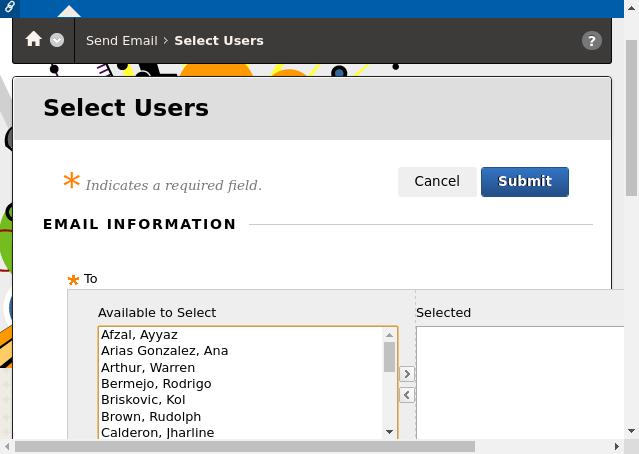 Send Email > Select Users
?
Select Users
* Indicates a required field.
Cancel
Submit
EMAIL INFORMATION
* To
Available to Select
Selected
Afzal, Ayyaz
Arias Gonzalez, Ana
Arthur, Warren
Bermejo, Rodrigo
Briskovic, Kol
Brown, Rudolph
Calderon, Jharline